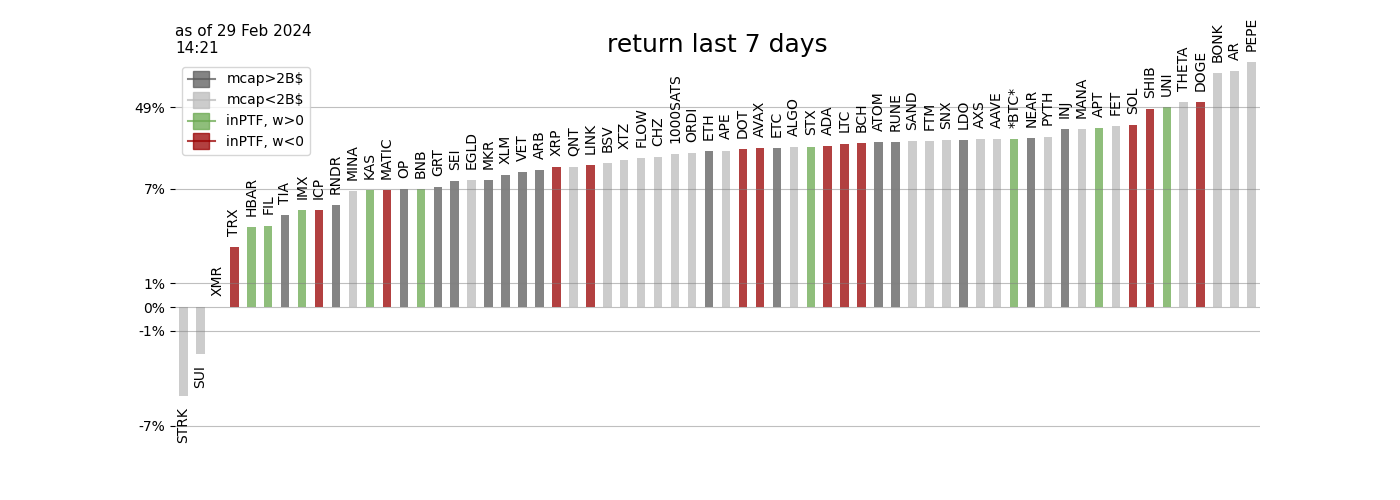 as of 29 Feb 2024
14:21
return last 7 days
mcap>2B$
mcap<2B$
inPTF, w>0
inPTF, w<0
49%
7%
1%
0%
-1%
-7%
STRK
SUI
XMR
TRX
HBAR
FIL
TIA
IMX
ICP
RNDR
MINA
KAS
MATIC
OP
BNB
GRT
SEI
EGLD
MKR
XLM
VET
ARB
XRP
QNT
LINK
BSV
XTZ
FLOW
CHZ
1000SATS
ORDI
ETH
APE
DOT
AVAX
ETC
ALGO
STX
ADA
LTC
BCH
ATOM
RUNE
SAND
FTM
SNX
LDO
AXS
AAVE
*BTC*
NEAR
PYTH
INJ
MANA
APT
FET
SOL
SHIB
UNI
THETA
DOGE
BONK
AR
PEPE